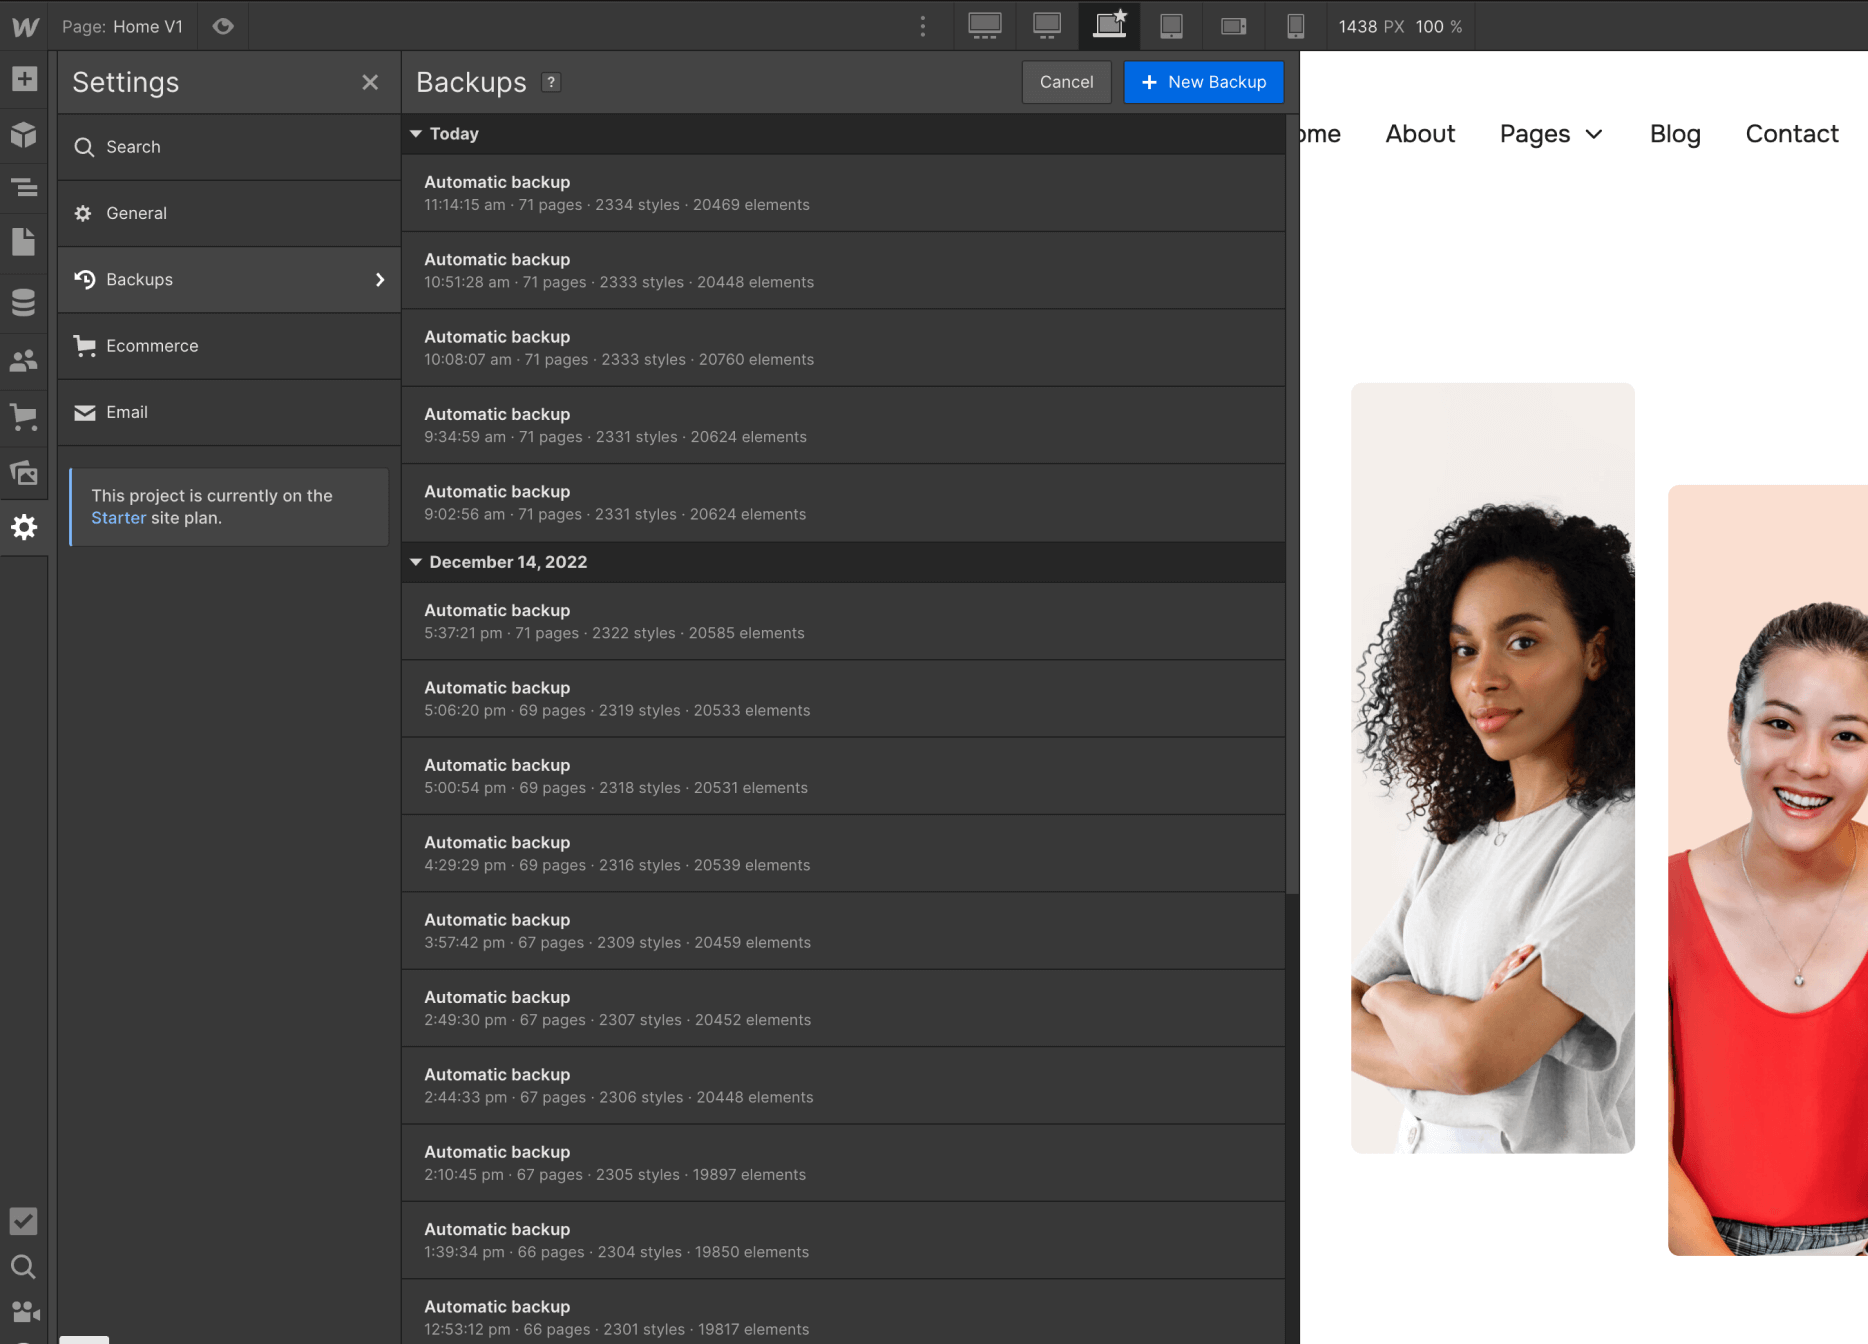 Page: Home V1
1438 PX 100 %
Settings
Search
General
Backups
Ecommerce
Email
This project is currently on the
Starter site plan.
Backups ?
Cancel
+ New Backup
Today
Automatic backup
11:14:15 am · 71 pages · 2334 styles · 20469 elements
Automatic backup
10:51:28 am · 71 pages · 2333 styles · 20448 elements
Automatic backup
10:08:07 am · 71 pages · 2333 styles · 20760 elements
Automatic backup
9:34:59 am · 71 pages · 2331 styles · 20624 elements
Automatic backup
9:02:56 am · 71 pages · 2331 styles · 20624 elements
December 14, 2022
Automatic backup
5:37:21 pm · 71 pages · 2322 styles · 20585 elements
Automatic backup
5:06:20 pm · 69 pages · 2319 styles · 20533 elements
Automatic backup
5:00:54 pm · 69 pages · 2318 styles · 20531 elements
Automatic backup
4:29:29 pm · 69 pages · 2316 styles · 20539 elements
Automatic backup
3:57:42 pm · 67 pages · 2309 styles · 20459 elements
Automatic backup
2:49:30 pm · 67 pages · 2307 styles · 20452 elements
Automatic backup
2:44:33 pm · 67 pages · 2306 styles · 20448 elements
Automatic backup
2:10:45 pm · 67 pages · 2305 styles · 19897 elements
Automatic backup
1:39:34 pm · 66 pages · 2304 styles · 19850 elements
Automatic backup
12:53:12 pm · 66 pages · 2301 styles · 19817 elements
ome About Pages Blog Contact